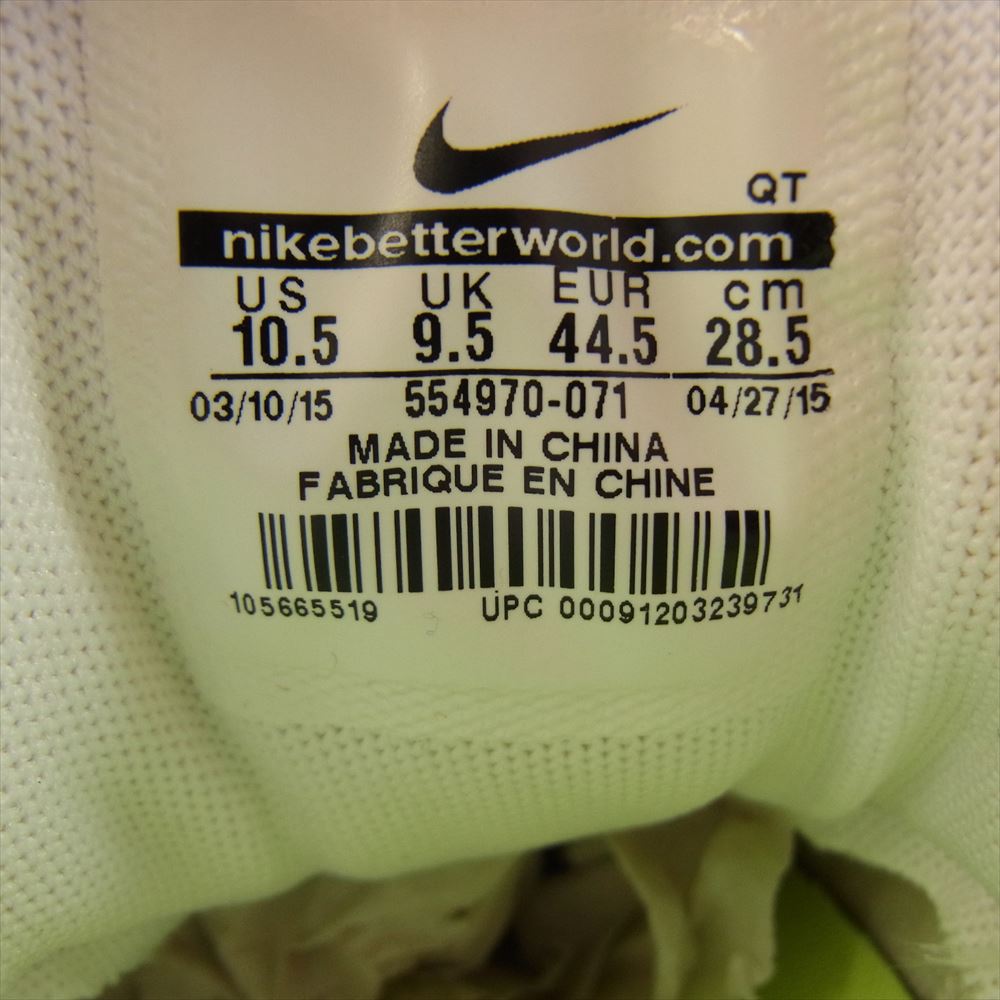 QT
nikebetterworld.com
US UK EUR cm
10.5 9.5 44.5 28.5
03/10/15 554970-071 04/27/15
MADE IN CHINA
FABRIQUE EN CHINE
105665519 UPC 00091203239731